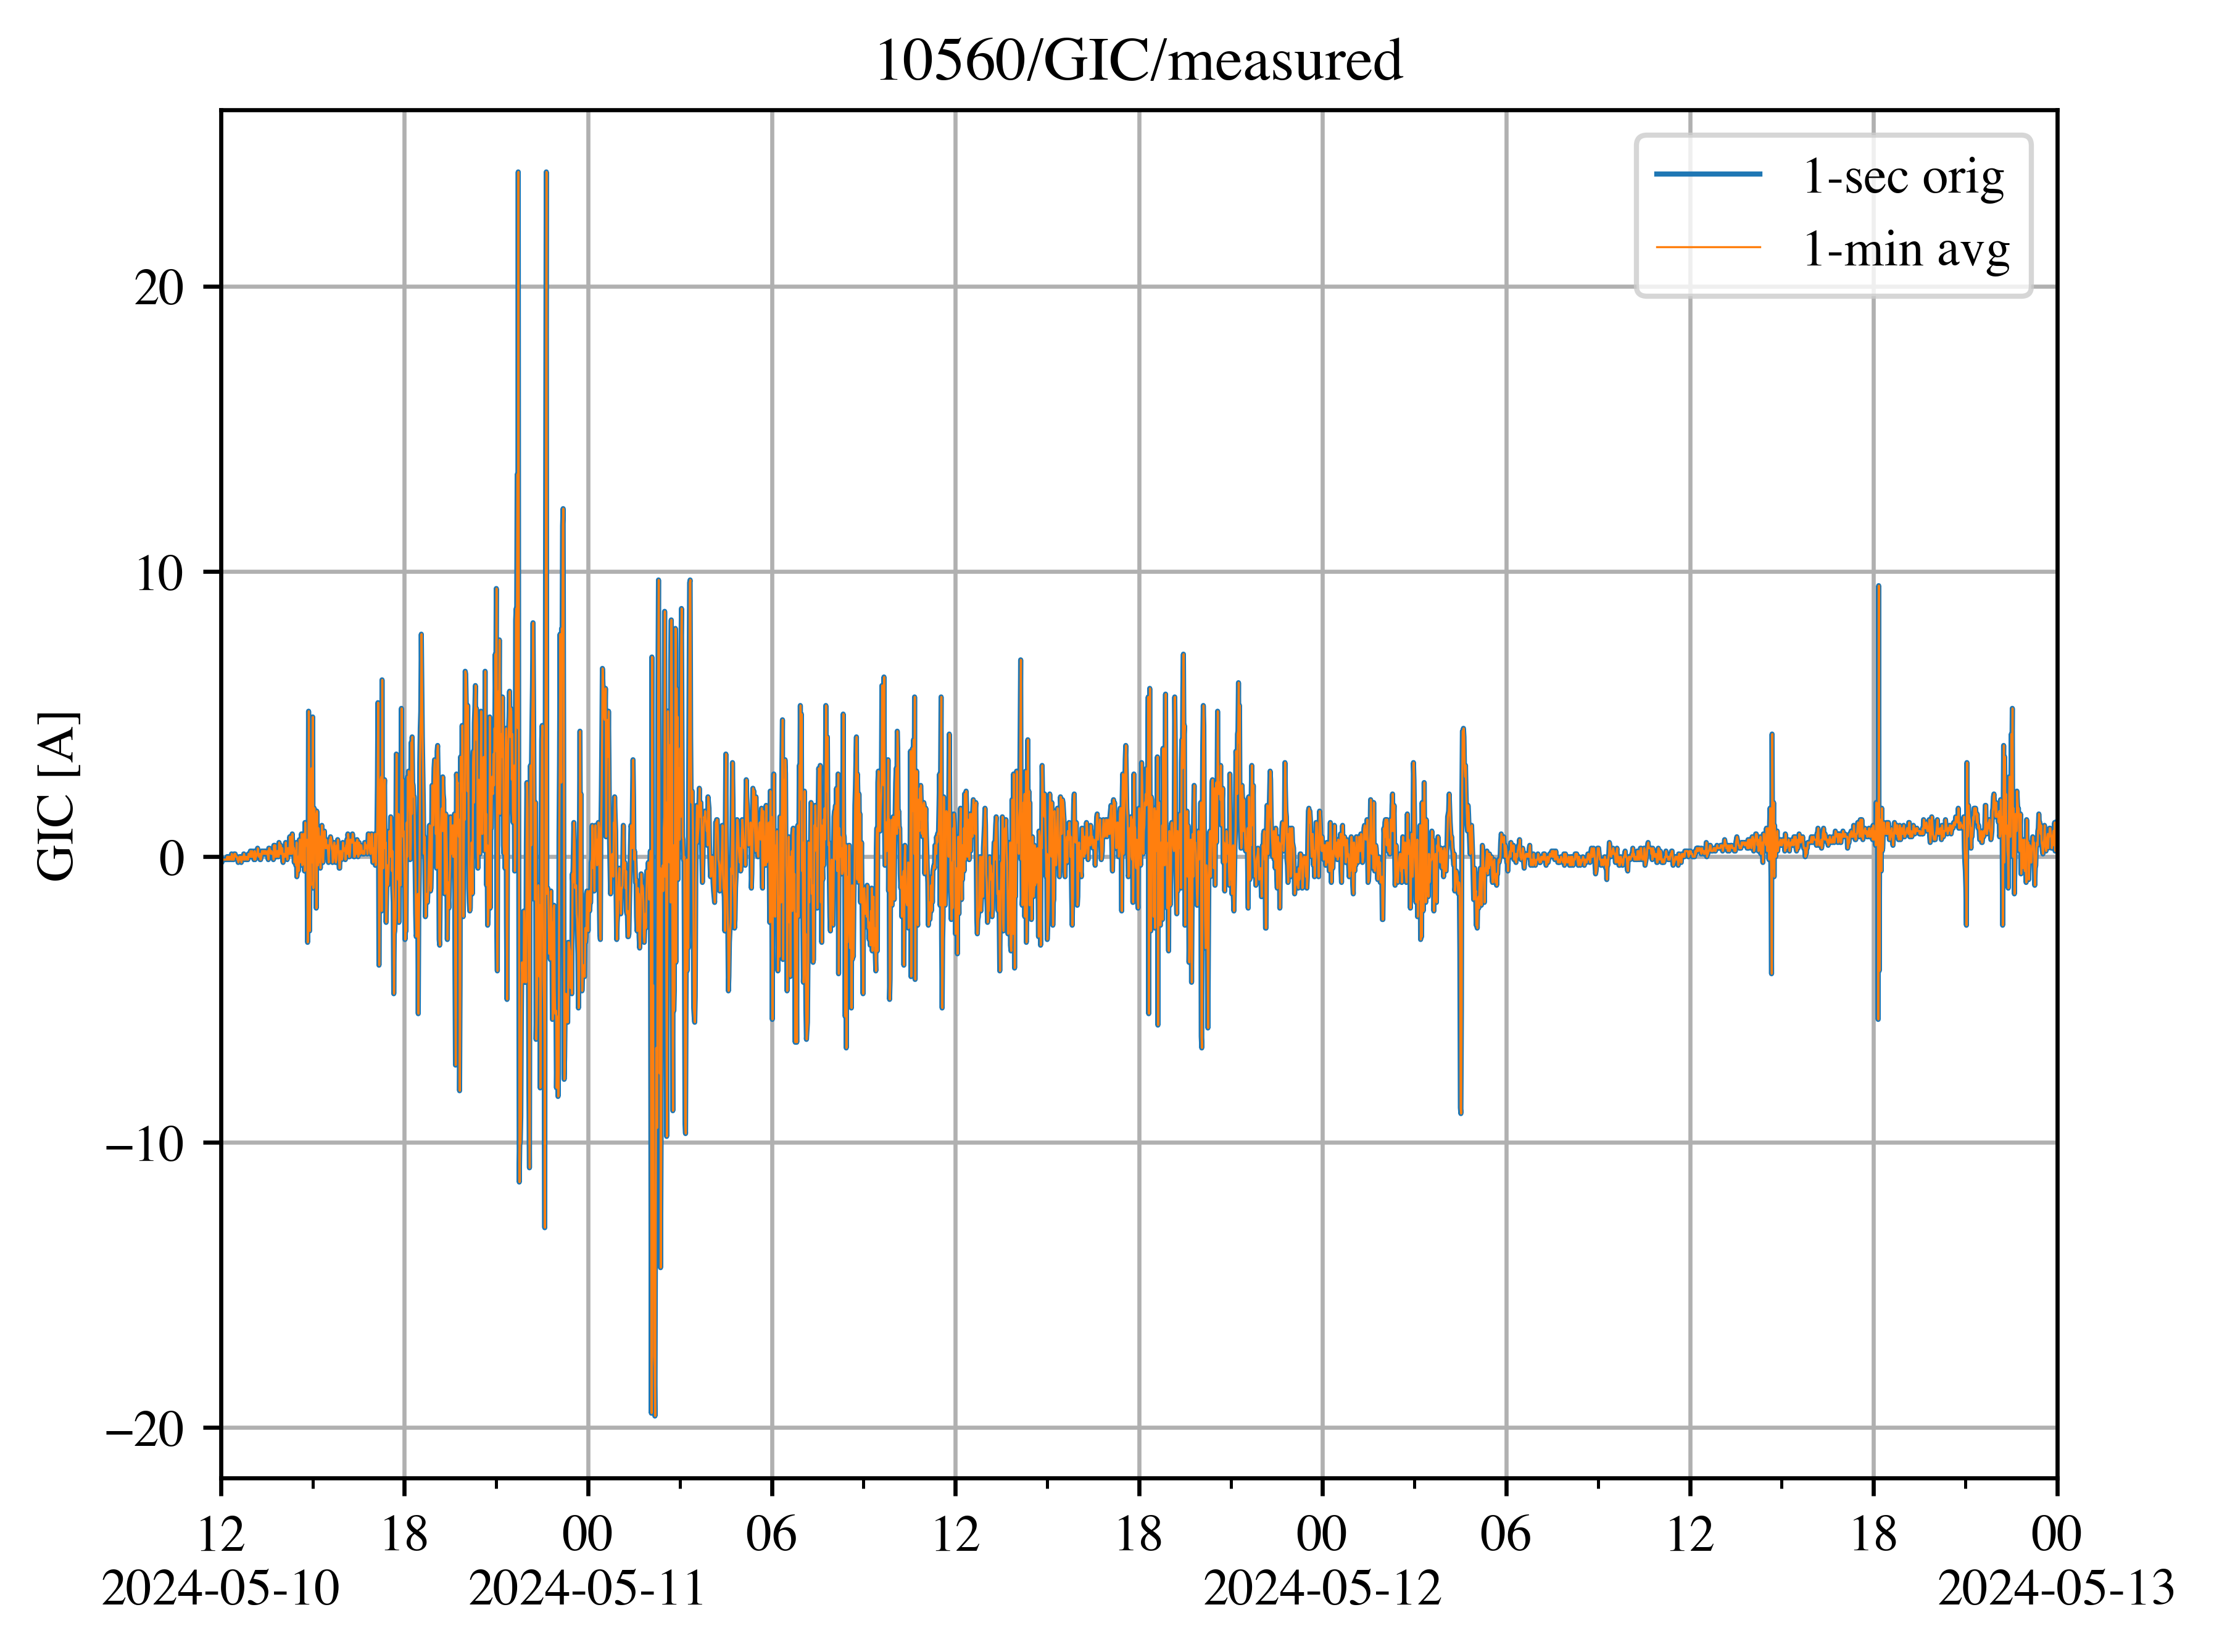 10560/GIC/measured
1-sec orig
1-min avg
GIC [A]
20
10
0
−10
−20
12 18 00 06 12 18 00 06 12 18 00
2024-05-10 2024-05-11 2024-05-12 2024-05-13